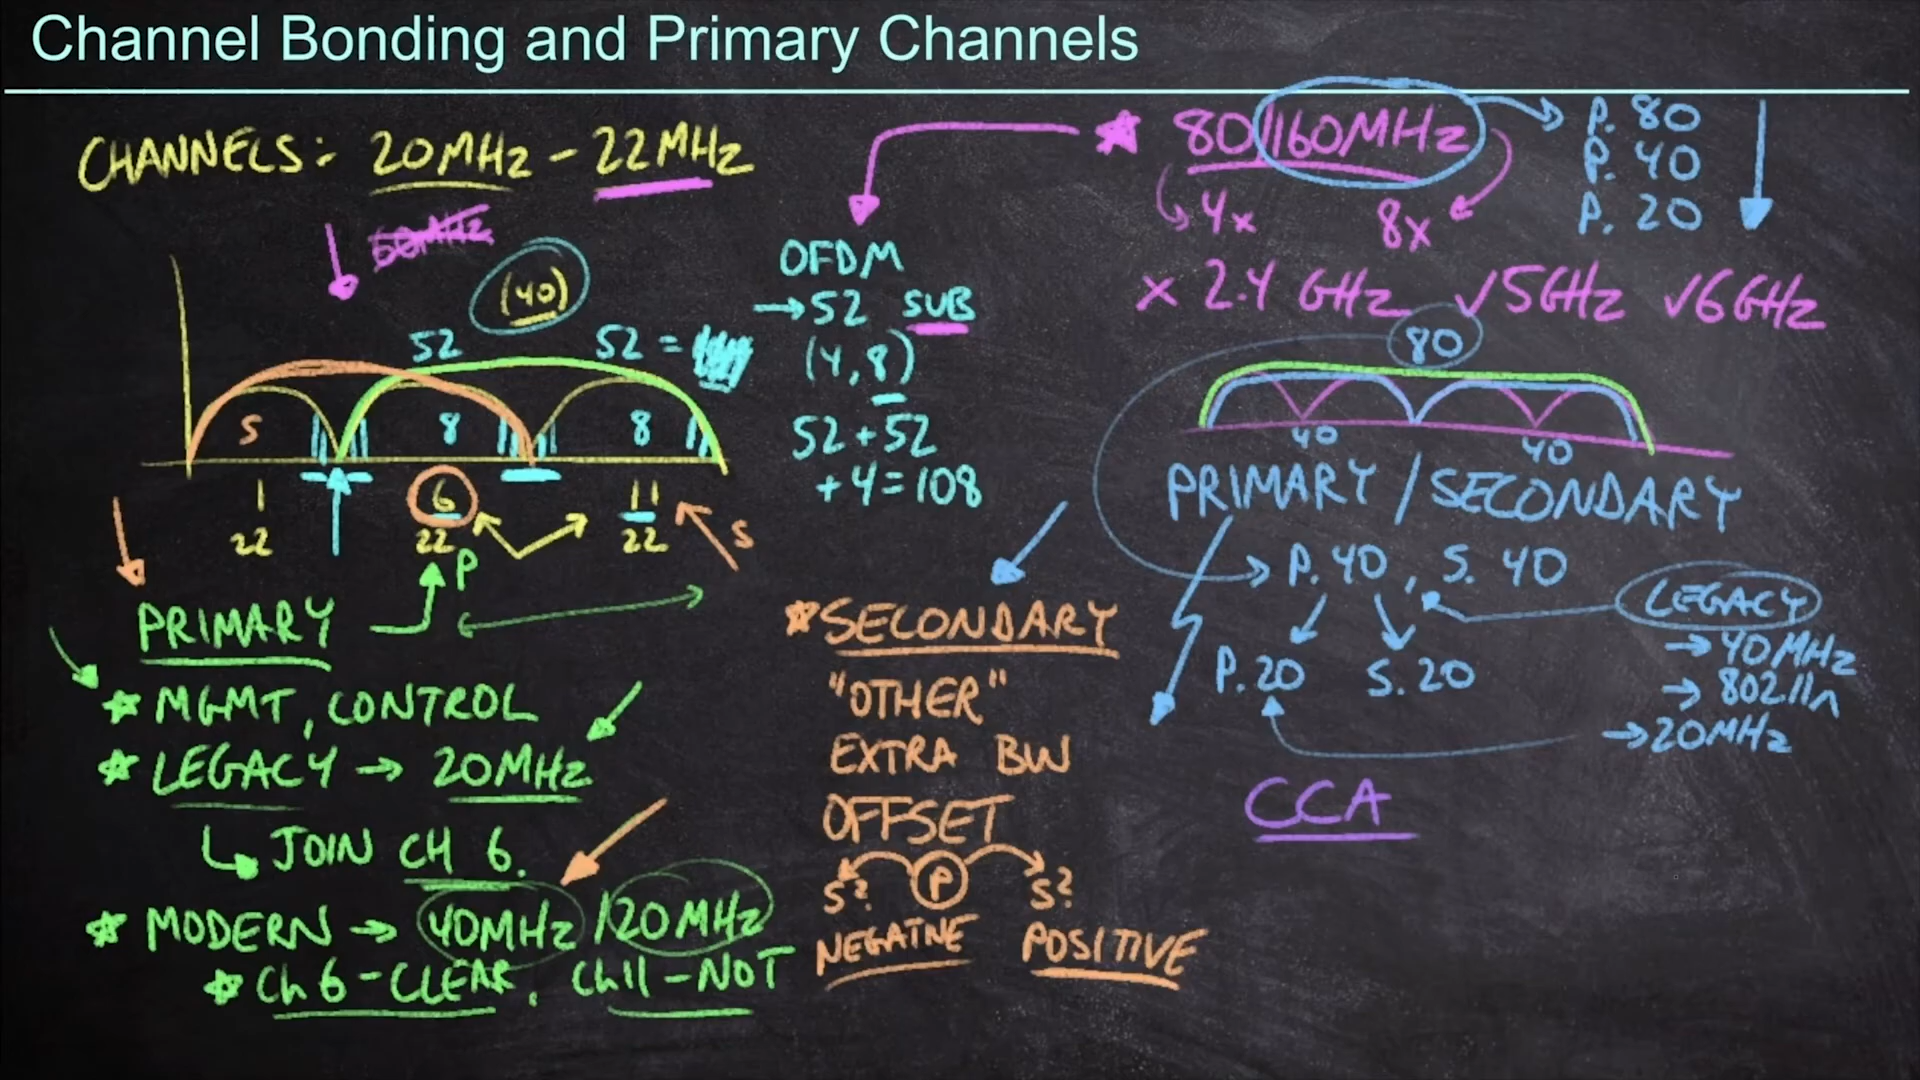 Channel Bonding and Primary Channels
CHANNELS: 20MHz - 22MHz
(40)
52 52 =
S 8 8
1 6 11
22 22 22
P
S
OFDM
→52 SUB
(4,8)
52+52
+4=108
★ 80/160MHz
4x 8x
P. 80
P. 40
P. 20
× 2.4 GHz ✓5GHz ✓6GHz
80
40 40
PRIMARY / SECONDARY
P. 40, S. 40
P. 20 S. 20
LEGACY
→ 40MHz
→ 802.11n
→ 20MHz
CCA
PRIMARY
★ MGMT, CONTROL
★ LEGACY → 20MHz
JOIN CH 6.
★ MODERN → 40MHz /20MHz
★ Ch 6 - CLEAR, Ch11 - NOT
★ SECONDARY
"OTHER"
EXTRA BW
OFFSET
S? P S?
NEGATIVE POSITIVE